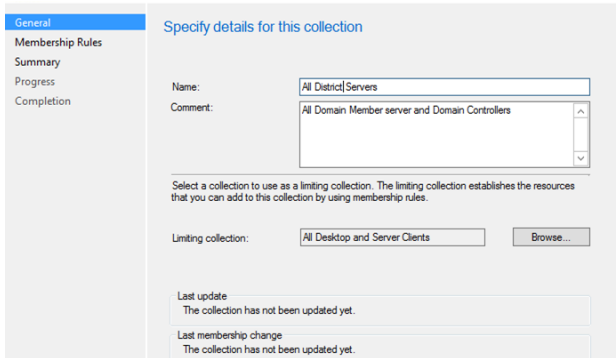 General
Membership Rules
Summary
Progress
Completion
Specify details for this collection
Name:
All District Servers
Comment:
All Domain Member server and Domain Controllers
Select a collection to use as a limiting collection. The limiting collection establishes the resources
that you can add to this collection by using membership rules.
Limiting collection:
All Desktop and Server Clients
Browse...
Last update
The collection has not been updated yet.
Last membership change
The collection has not been updated yet.